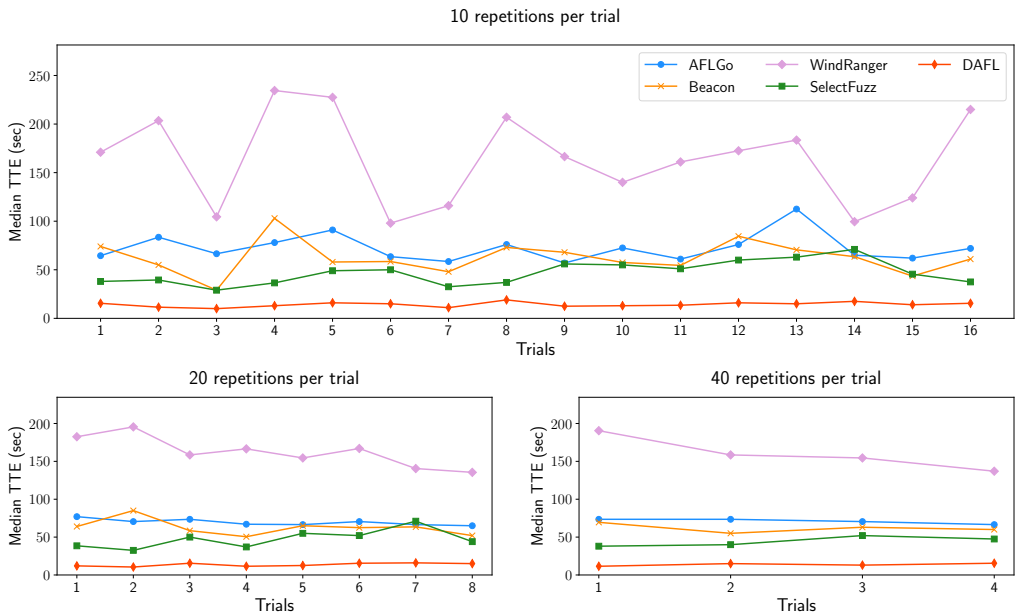 10 repetitions per trial
Median TTE (sec)
250
200
150
100
50
0
AFLGo
WindRanger
DAFL
Beacon
SelectFuzz
1 2 3 4 5 6 7 8 9 10 11 12 13 14 15 16
Trials
20 repetitions per trial
Median TTE (sec)
200
150
100
50
0
1 2 3 4 5 6 7 8
Trials
40 repetitions per trial
Median TTE (sec)
200
150
100
50
0
1 2 3 4
Trials